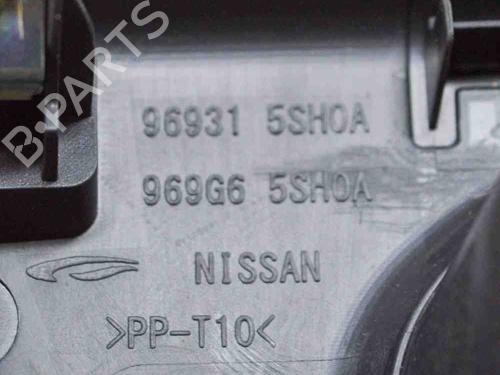 96931 5SH0A
969G6 5SH0A
NISSAN
>PP-T10<
B-PARTS